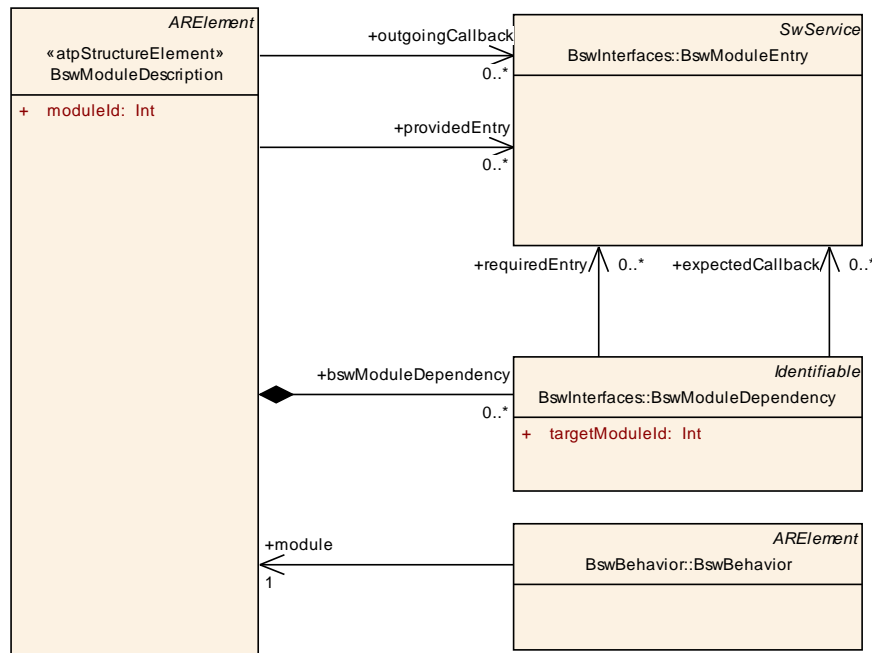 ARElement
«atpStructureElement»
BswModuleDescription
+ moduleId: Int
+outgoingCallback
0..*
+providedEntry
0..*
SwService
BswInterfaces::BswModuleEntry
+requiredEntry
0..*
+expectedCallback
0..*
+bswModuleDependency
0..*
Identifiable
BswInterfaces::BswModuleDependency
+ targetModuleId: Int
+module
1
ARElement
BswBehavior::BswBehavior